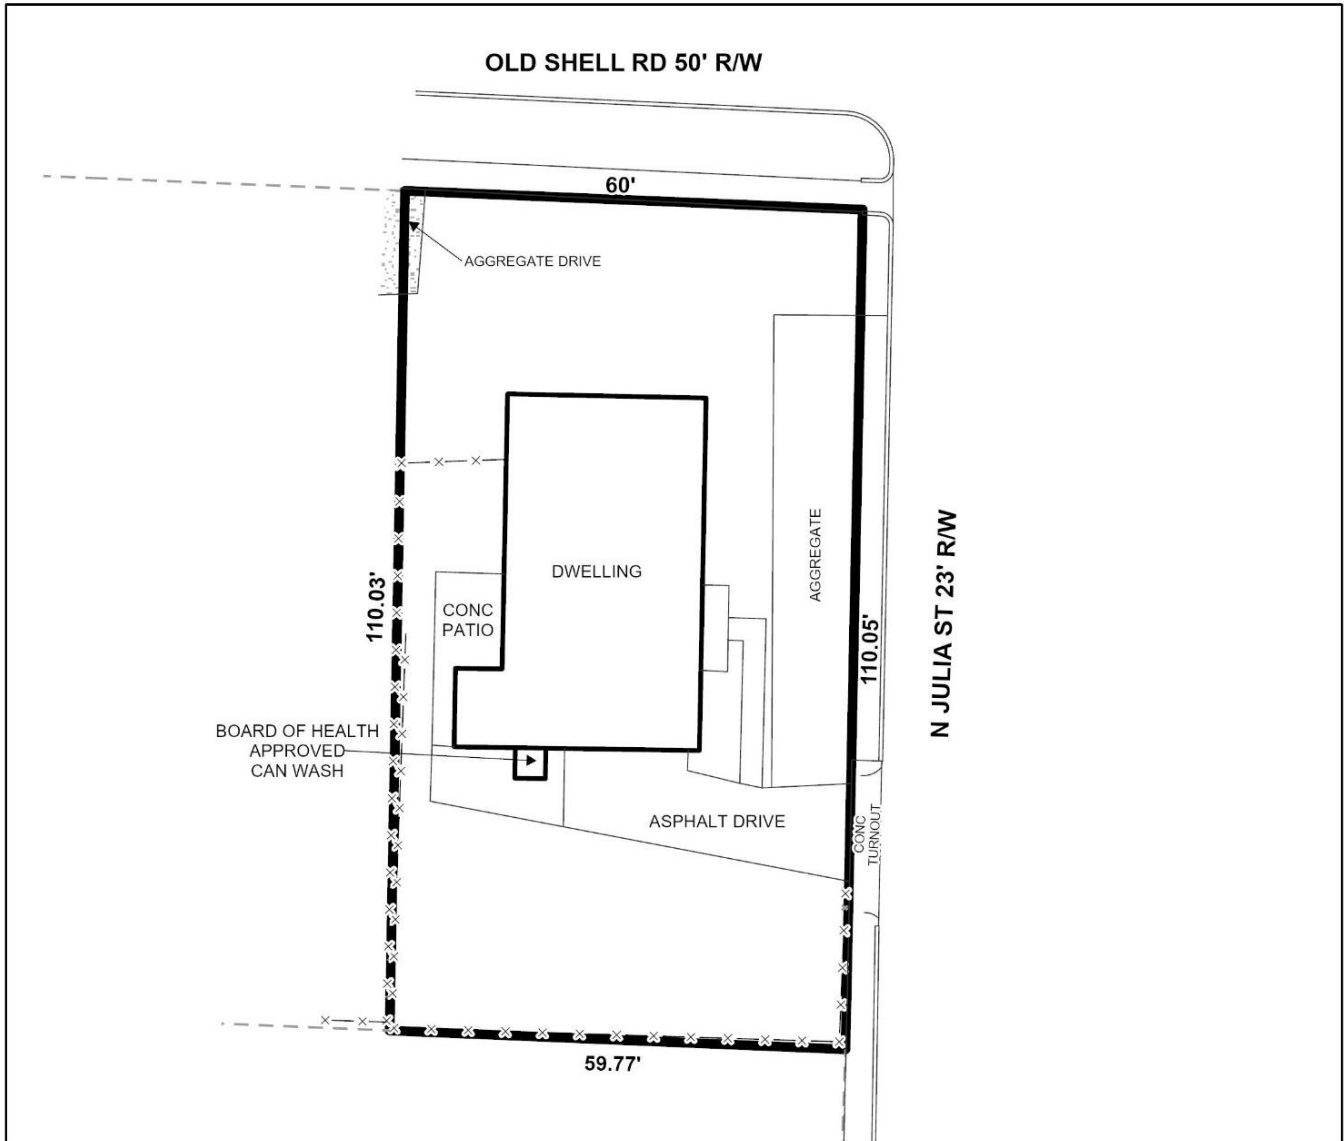 OLD SHELL RD 50' R/W
60'
AGGREGATE DRIVE
AGGREGATE
DWELLING
N JULIA ST 23' R/W
110.03'
CONC
PATIO
110.05'
BOARD OF HEALTH
APPROVED
CAN WASH
ASPHALT DRIVE
CONC
TURNOUT
59.77'